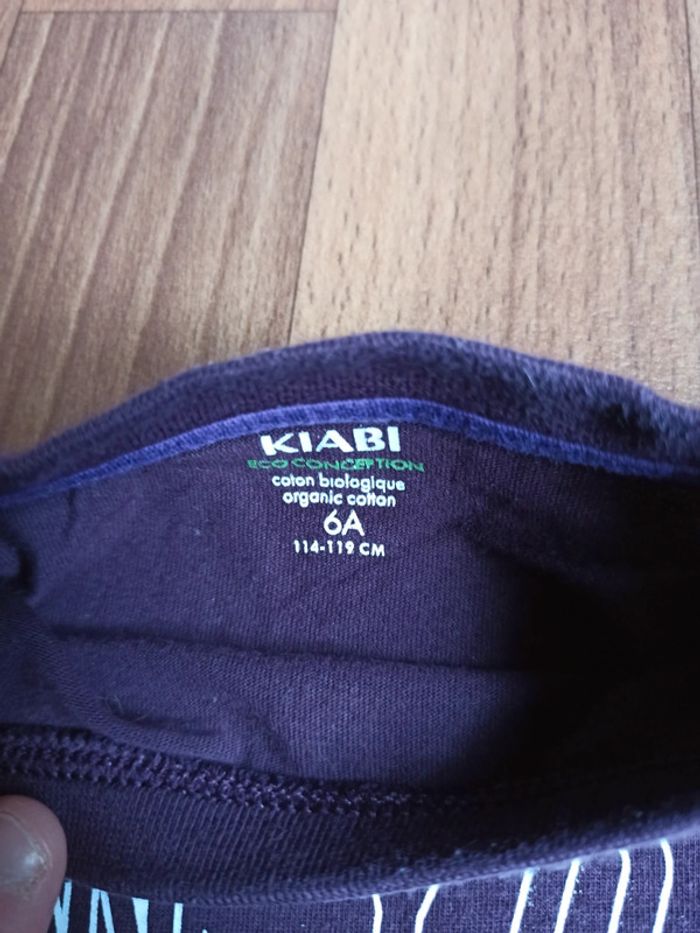 KIABI
ECO CONCEPTION
coton biologique
organic cotton
6A
114-119 CM